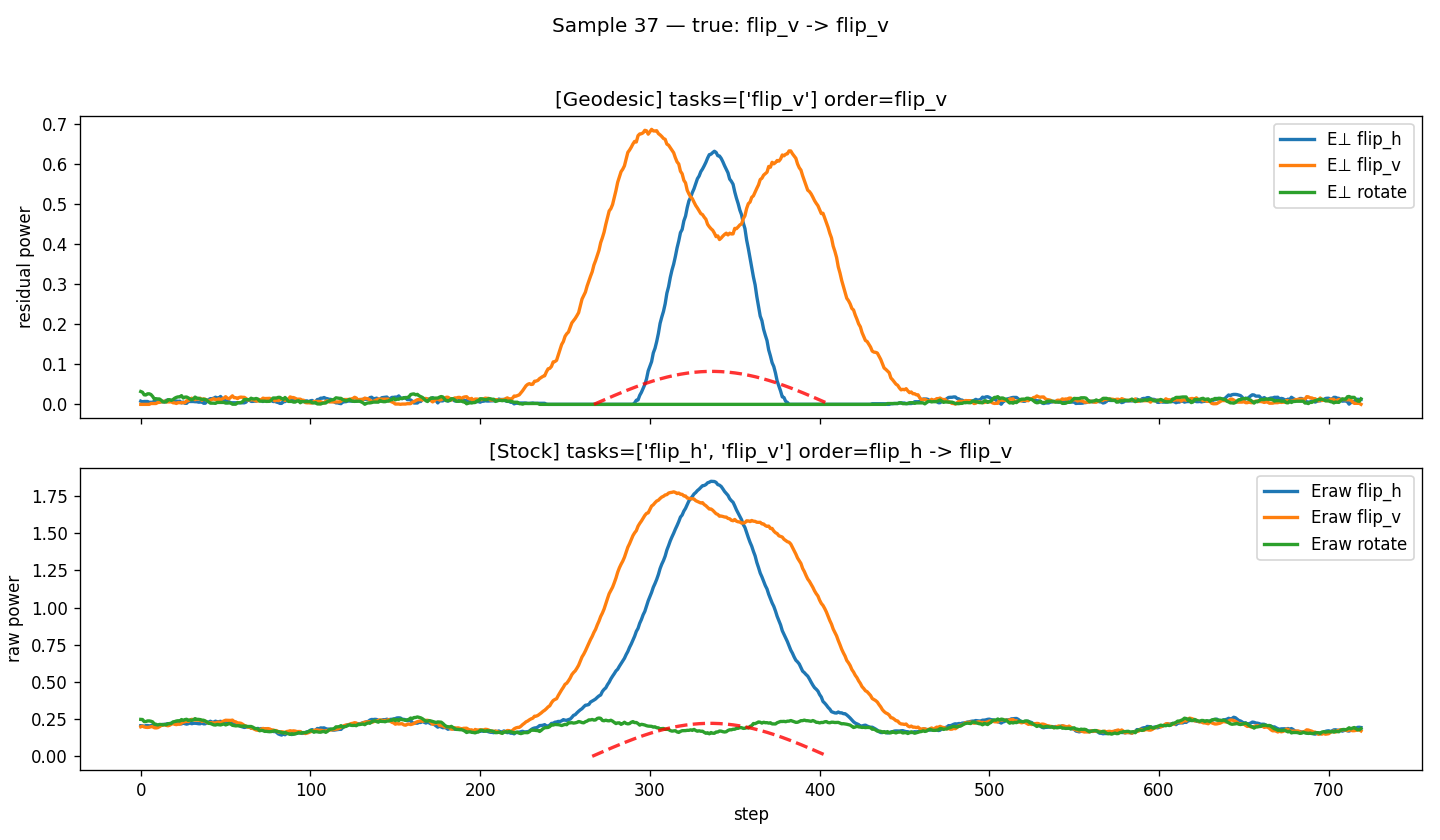 Sample 37 — true: flip_v -> flip_v
[Geodesic] tasks=['flip_v'] order=flip_v
residual power
0.7
0.6
0.5
0.4
0.3
0.2
0.1
0.0
E⊥ flip_h
E⊥ flip_v
E⊥ rotate
[Stock] tasks=['flip_h', 'flip_v'] order=flip_h -> flip_v
raw power
1.75
1.50
1.25
1.00
0.75
0.50
0.25
0.00
Eraw flip_h
Eraw flip_v
Eraw rotate
0 100 200 300 400 500 600 700
step